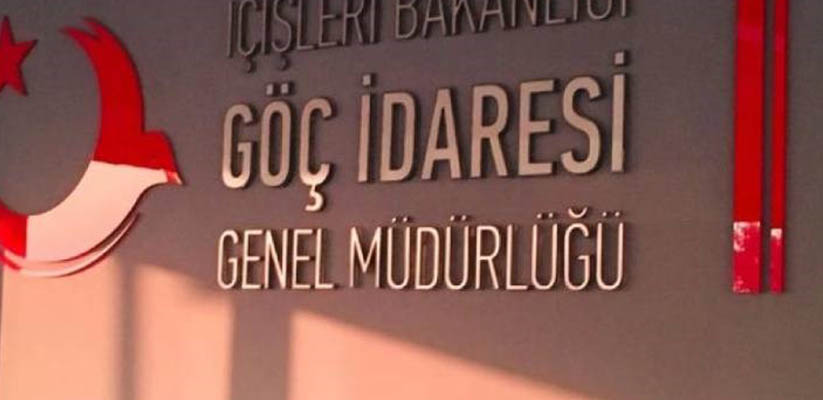 İÇİŞLERİ BAKANLIĞI
GÖÇ İDARESİ
GENEL MÜDÜRLÜĞÜ